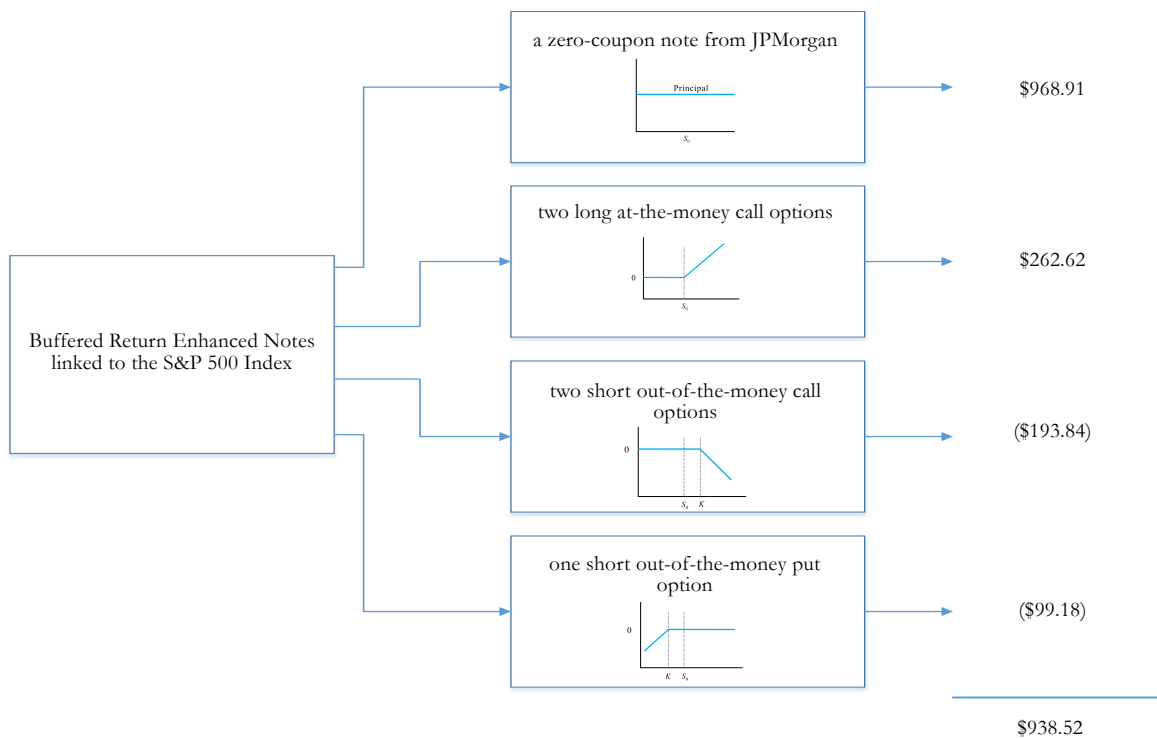 Buffered Return Enhanced Notes
linked to the S&P 500 Index
a zero-coupon note from JPMorgan
Principal
S₀
$968.91
two long at-the-money call options
0
S₀
$262.62
two short out-of-the-money call
options
0
S₀ K
($193.84)
one short out-of-the-money put
option
0
K S₀
($99.18)
$938.52